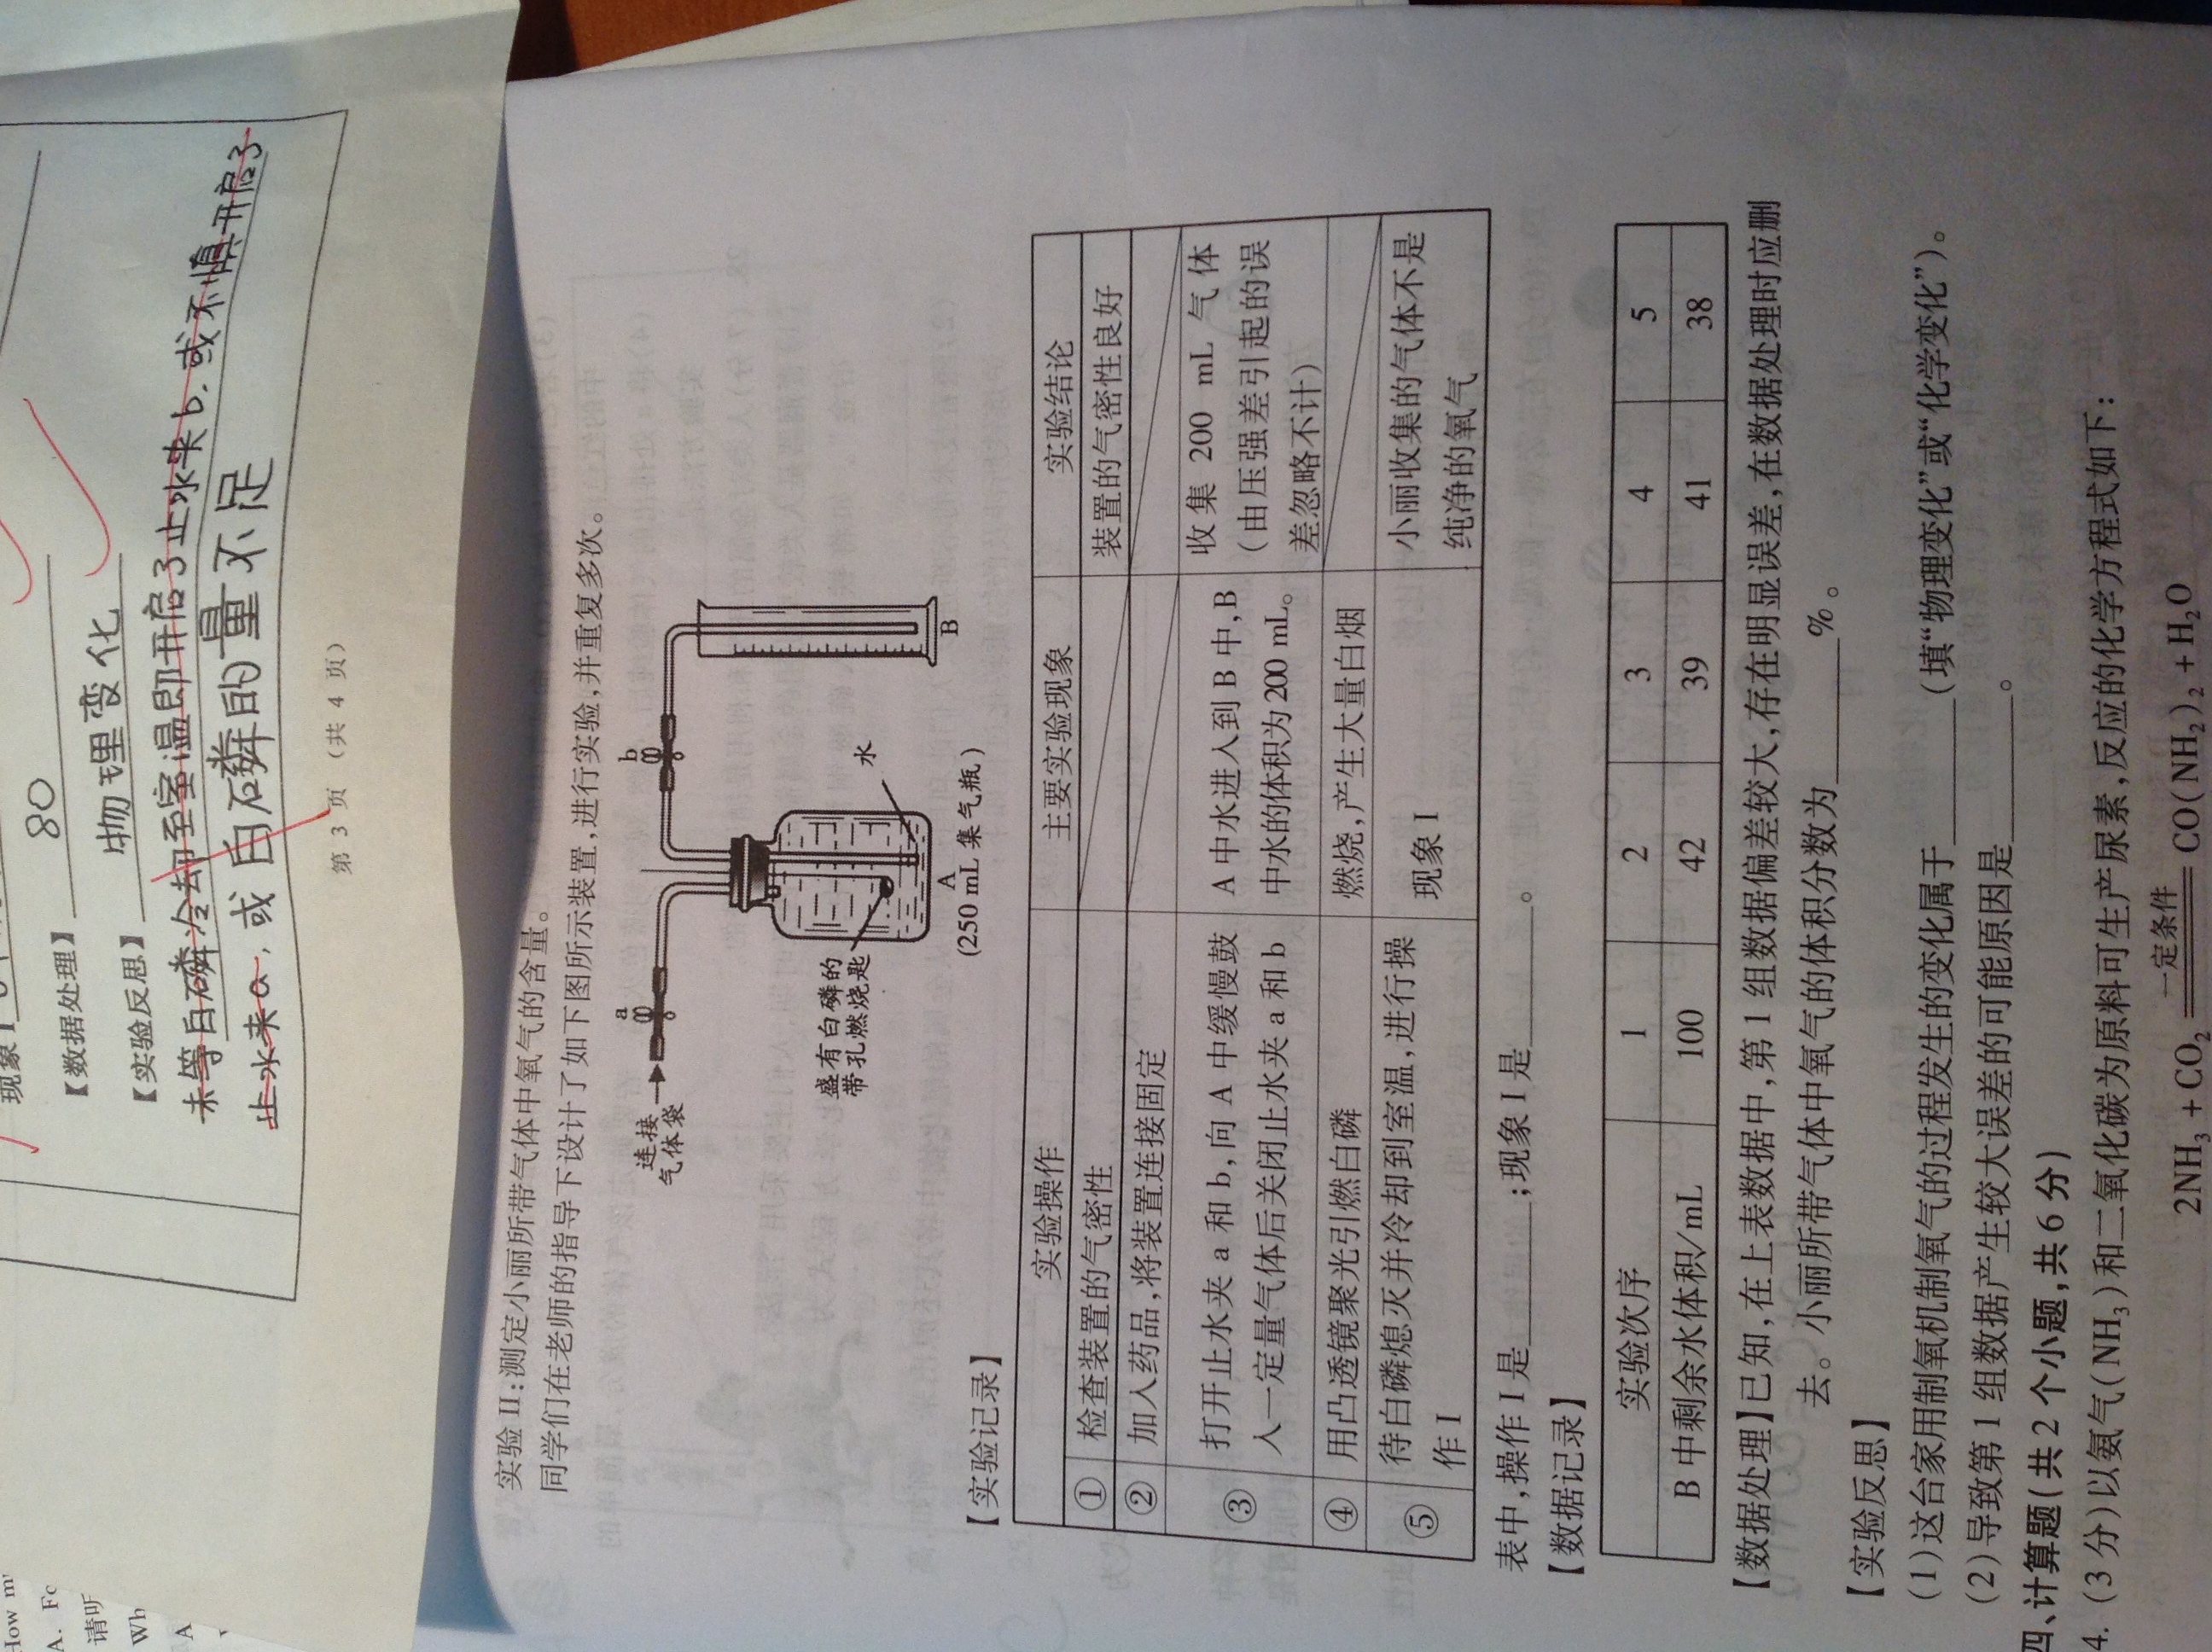 How
A.
请听
Wh
A
现象I
【数据处理】 80
【实验反思】 物理变化
未等白磷冷却至室温即开启了止水夹b,或不慎开启了
止水夹a,或白磷的量不足
第 3 页 (共 4 页)
实验 II:测定小丽所带气体中氧气的含量。
同学们在老师的指导下设计了如下图所示装置,进行实验,并重复多次。
a
b
连接
气体袋
盛有白磷的
带孔燃烧匙
水
A
B
(250 mL 集气瓶)
【实验记录】
实验操作 主要实验现象 实验结论
① 检查装置的气密性 装置的气密性良好
② 加入药品,将装置连接固定
③ 打开止水夹 a 和 b,向 A 中缓慢鼓
入一定量气体后关闭止水夹 a 和 b
A 中水进入到 B 中,B
中水的体积为 200 mL。
收集 200 mL 气体
(由压强差引起的误
差忽略不计)
④ 用凸透镜聚光引燃白磷 燃烧,产生大量白烟
⑤ 待白磷熄灭并冷却到室温,进行操
作 I
现象 I
小丽收集的气体不是
纯净的氧气
表中,操作 I 是________;现象 I 是________。
【数据记录】
实验次序 1 2 3 4 5
B 中剩余水体积/mL 100 42 39 41 38
【数据处理】已知,在上表数据中,第 1 组数据偏差较大,存在明显误差,在数据处理时应删
去。小丽所带气体中氧气的体积分数为________%。
【实验反思】
(1)这台家用制氧机制氧气的过程发生的变化属于________(填“物理变化”或“化学变化”)。
(2)导致第 1 组数据产生较大误差的可能原因是________。
四、计算题(共 2 个小题,共 6 分)
4. (3 分)以氨气(NH₃)和二氧化碳为原料可生产尿素,反应的化学方程式如下:
一定条件
2NH₃ + CO₂ ═══ CO(NH₂)₂ + H₂O